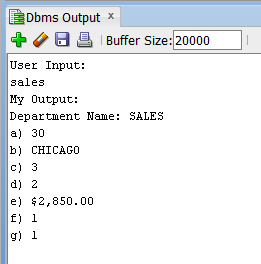 Dbms Output x
Buffer Size: 20000
User Input:
sales
My Output:
Department Name: SALES
a) 30
b) CHICAGO
c) 3
d) 2
e) $2,850.00
f) 1
g) 1